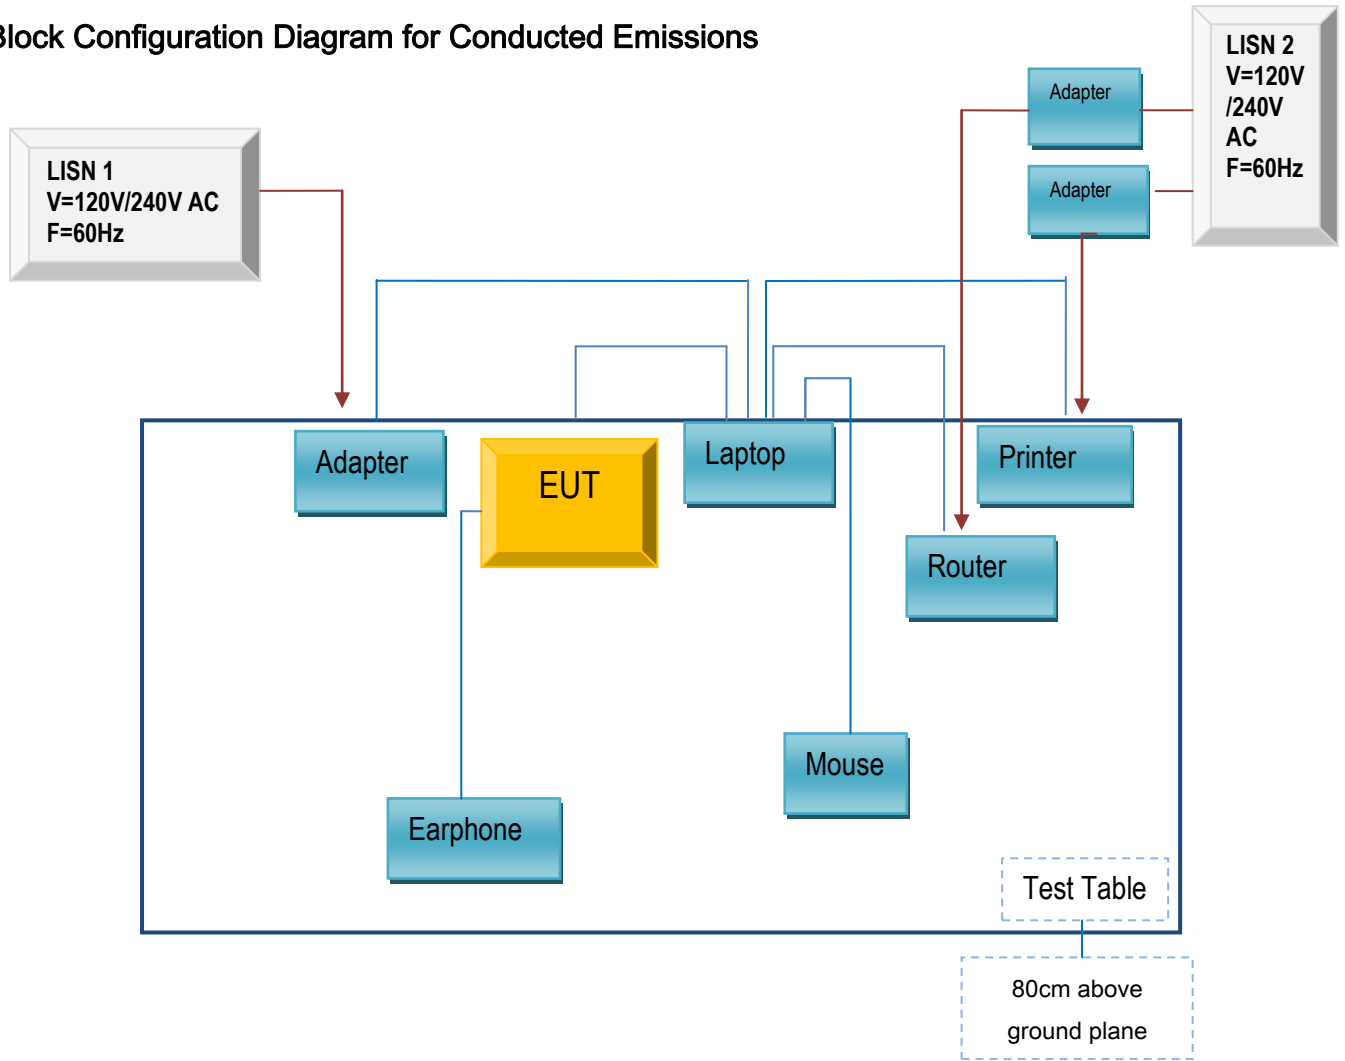 Block Configuration Diagram for Conducted Emissions
LISN 2
V=120V
/240V
AC
F=60Hz
Adapter
Adapter
LISN 1
V=120V/240V AC
F=60Hz
Adapter
EUT
Laptop
Printer
Router
Mouse
Earphone
Test Table
80cm above
ground plane